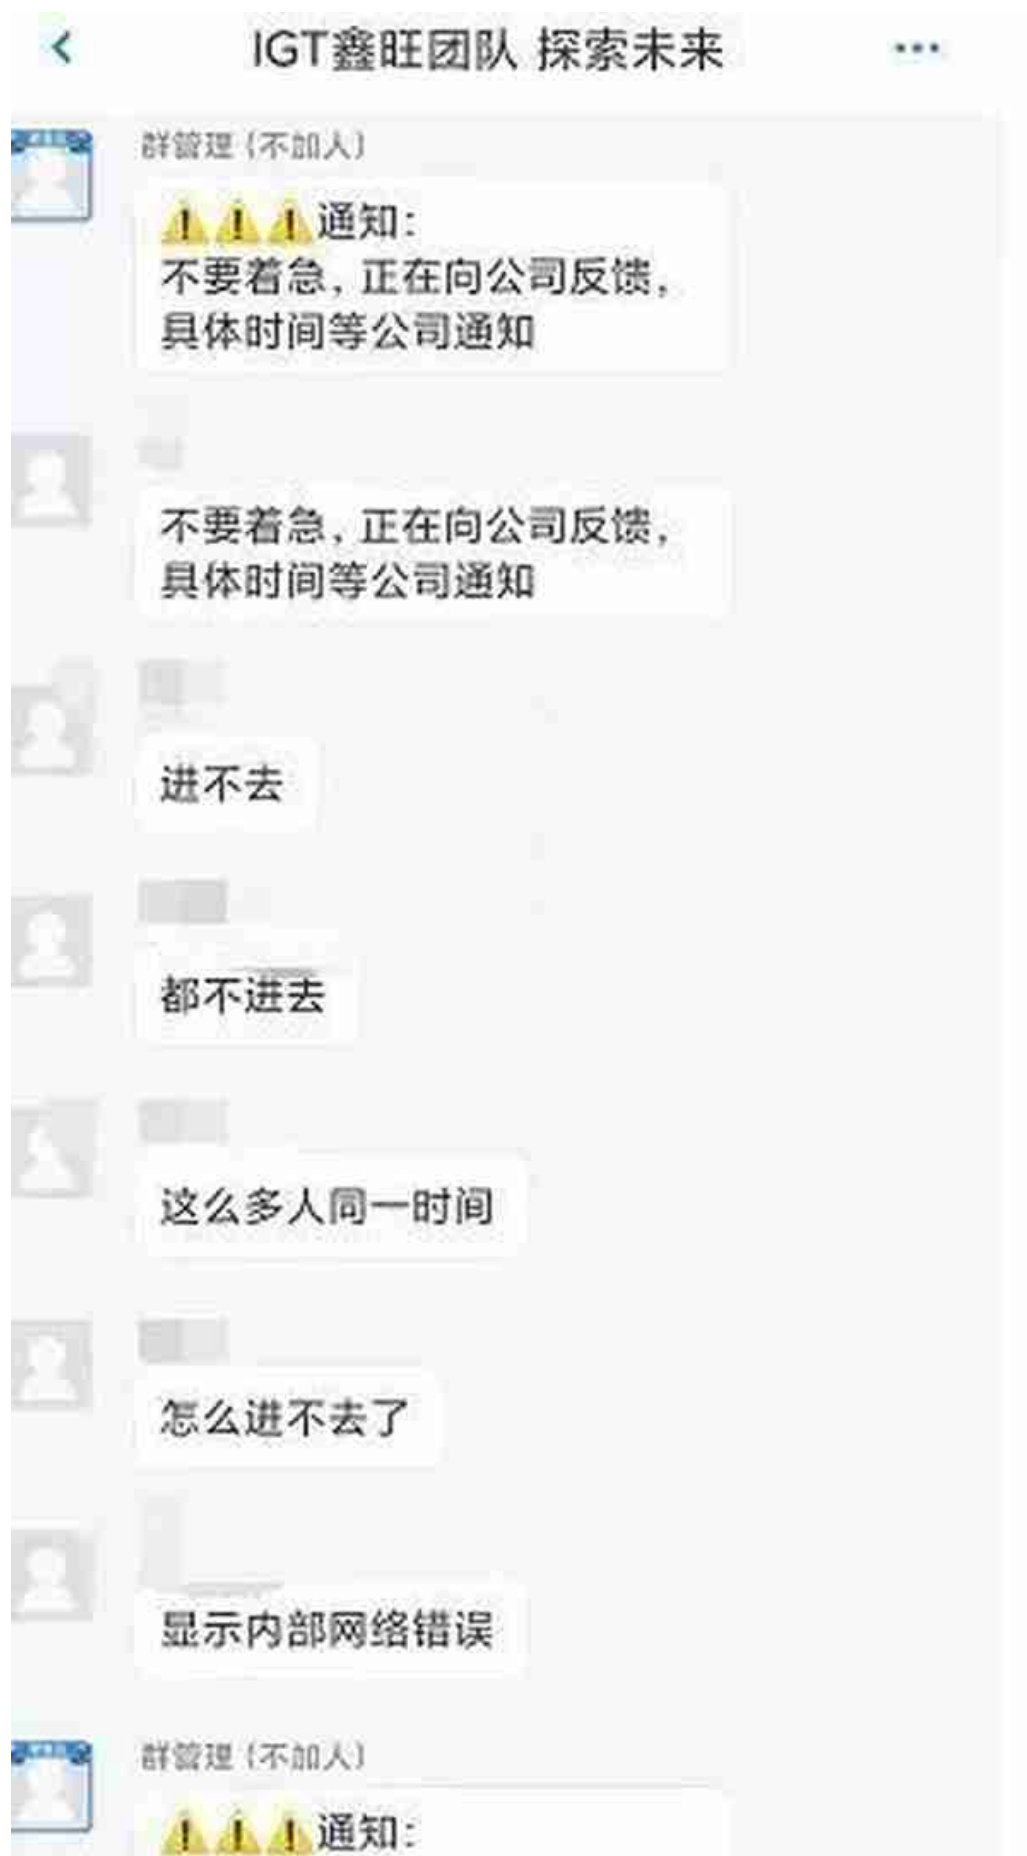 IGT鑫旺团队 探索未来
群管理(不加人)
⚠️⚠️⚠️通知:
不要着急,正在向公司反馈,
具体时间等公司通知
不要着急,正在向公司反馈,
具体时间等公司通知
进不去
都不进去
这么多人同一时间
怎么进不去了
显示内部网络错误
群管理(不加人)
⚠️⚠️⚠️通知: